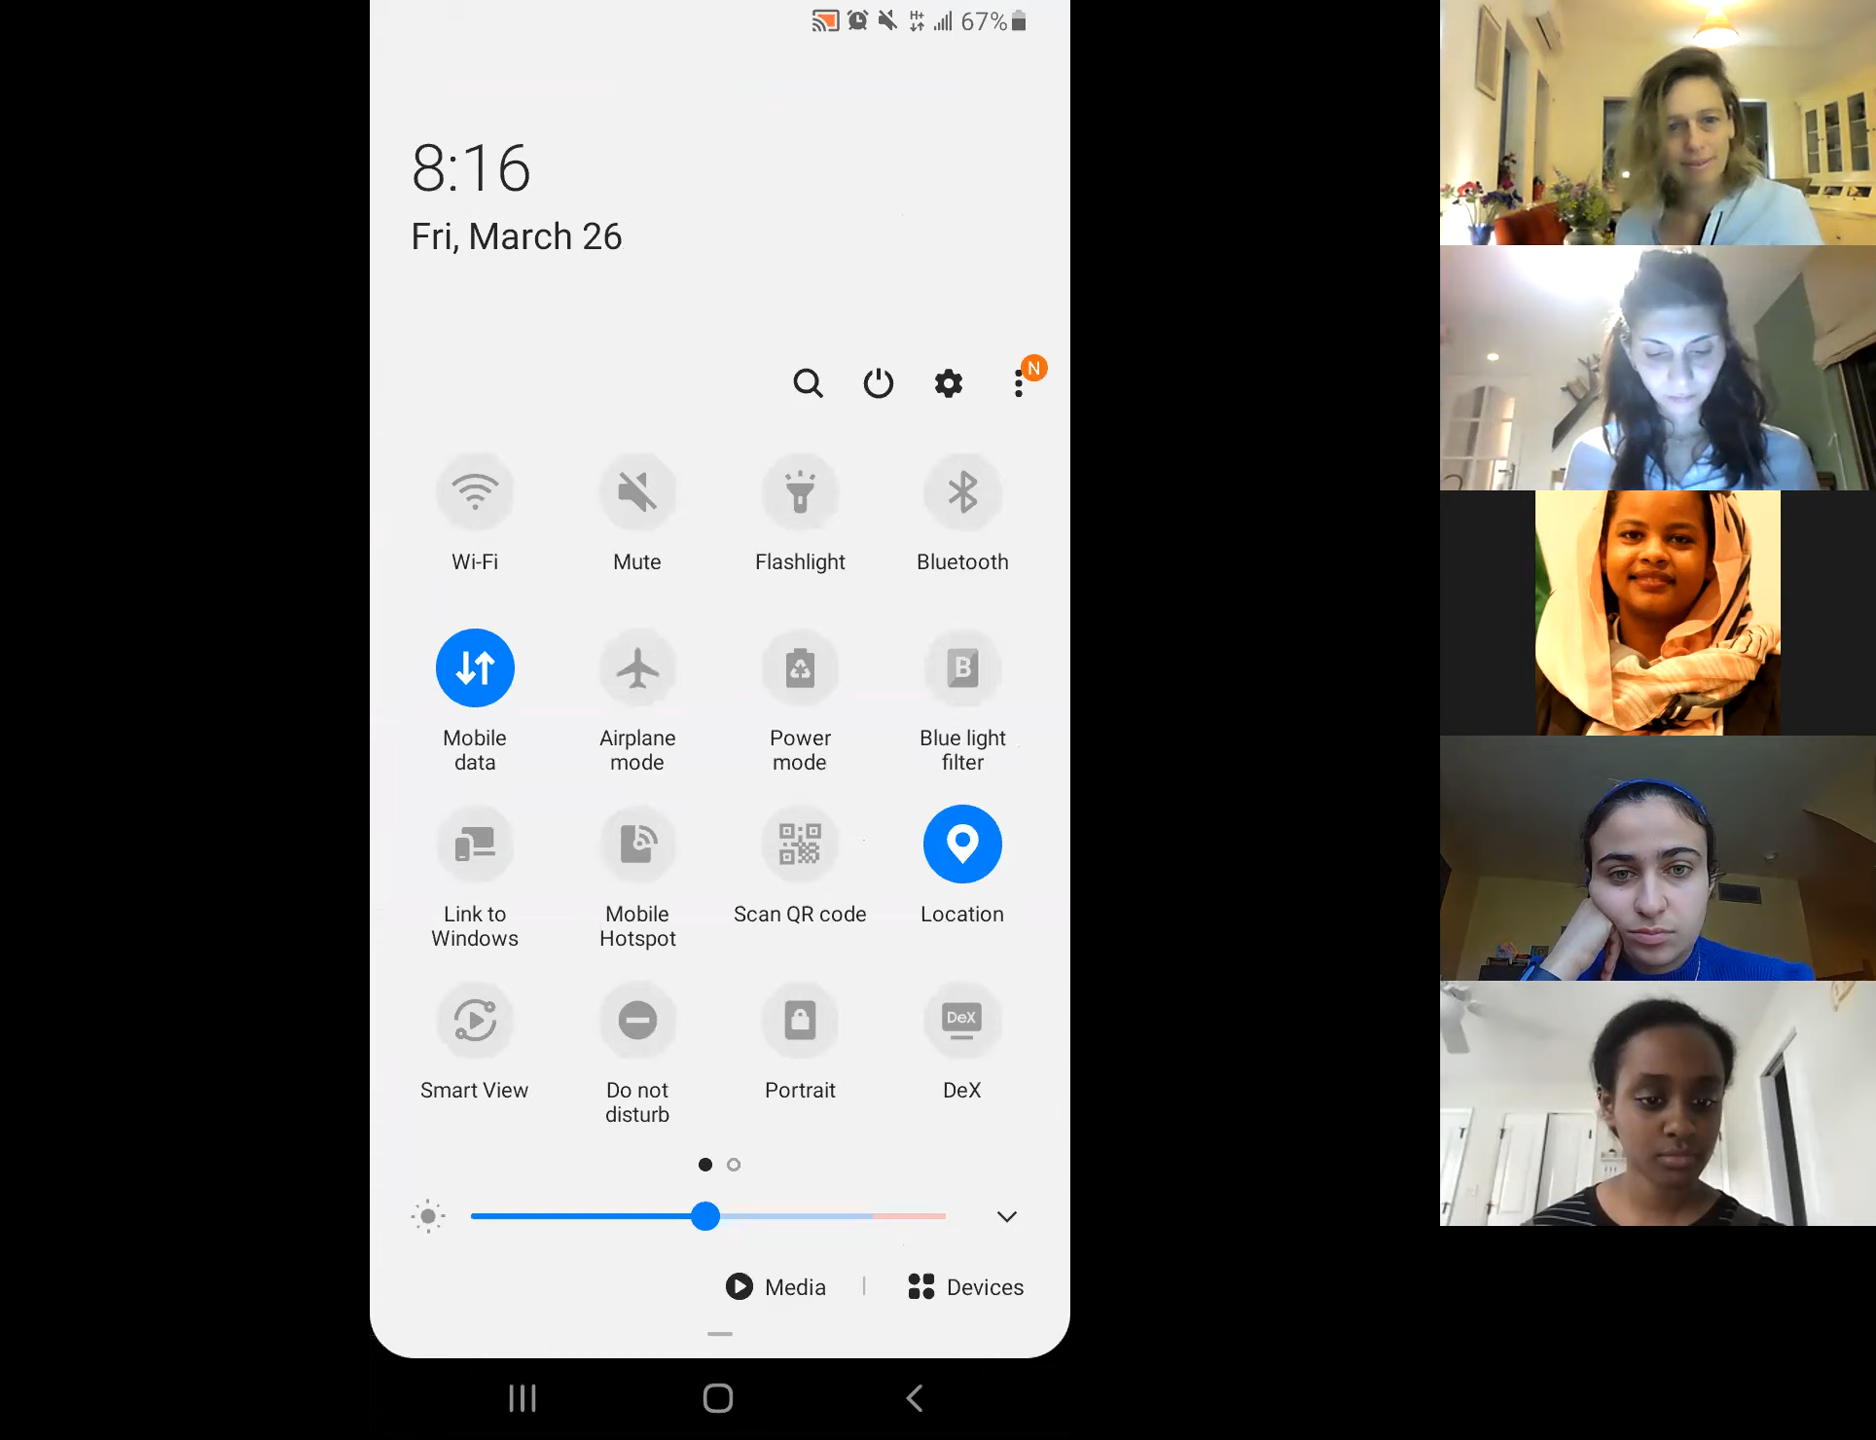 H+ 67%
8:16
Fri, March 26
N
Wi-Fi Mute Flashlight Bluetooth
B
Mobile data Airplane mode Power mode Blue light filter
Link to Windows Mobile Hotspot Scan QR code Location
DeX
Smart View Do not disturb Portrait DeX
Media | Devices